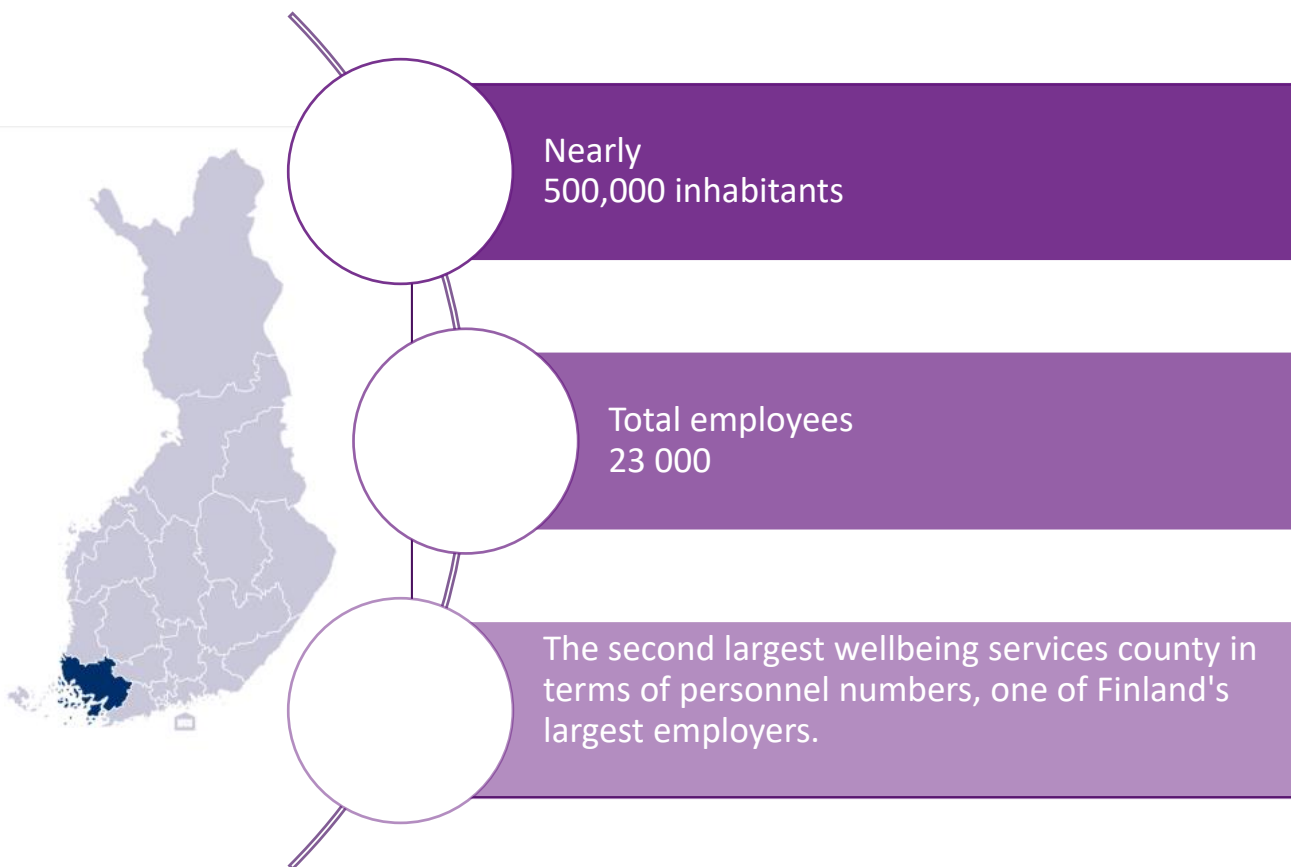 Nearly
500,000 inhabitants
Total employees
23 000
The second largest wellbeing services county in
terms of personnel numbers, one of Finland's
largest employers.